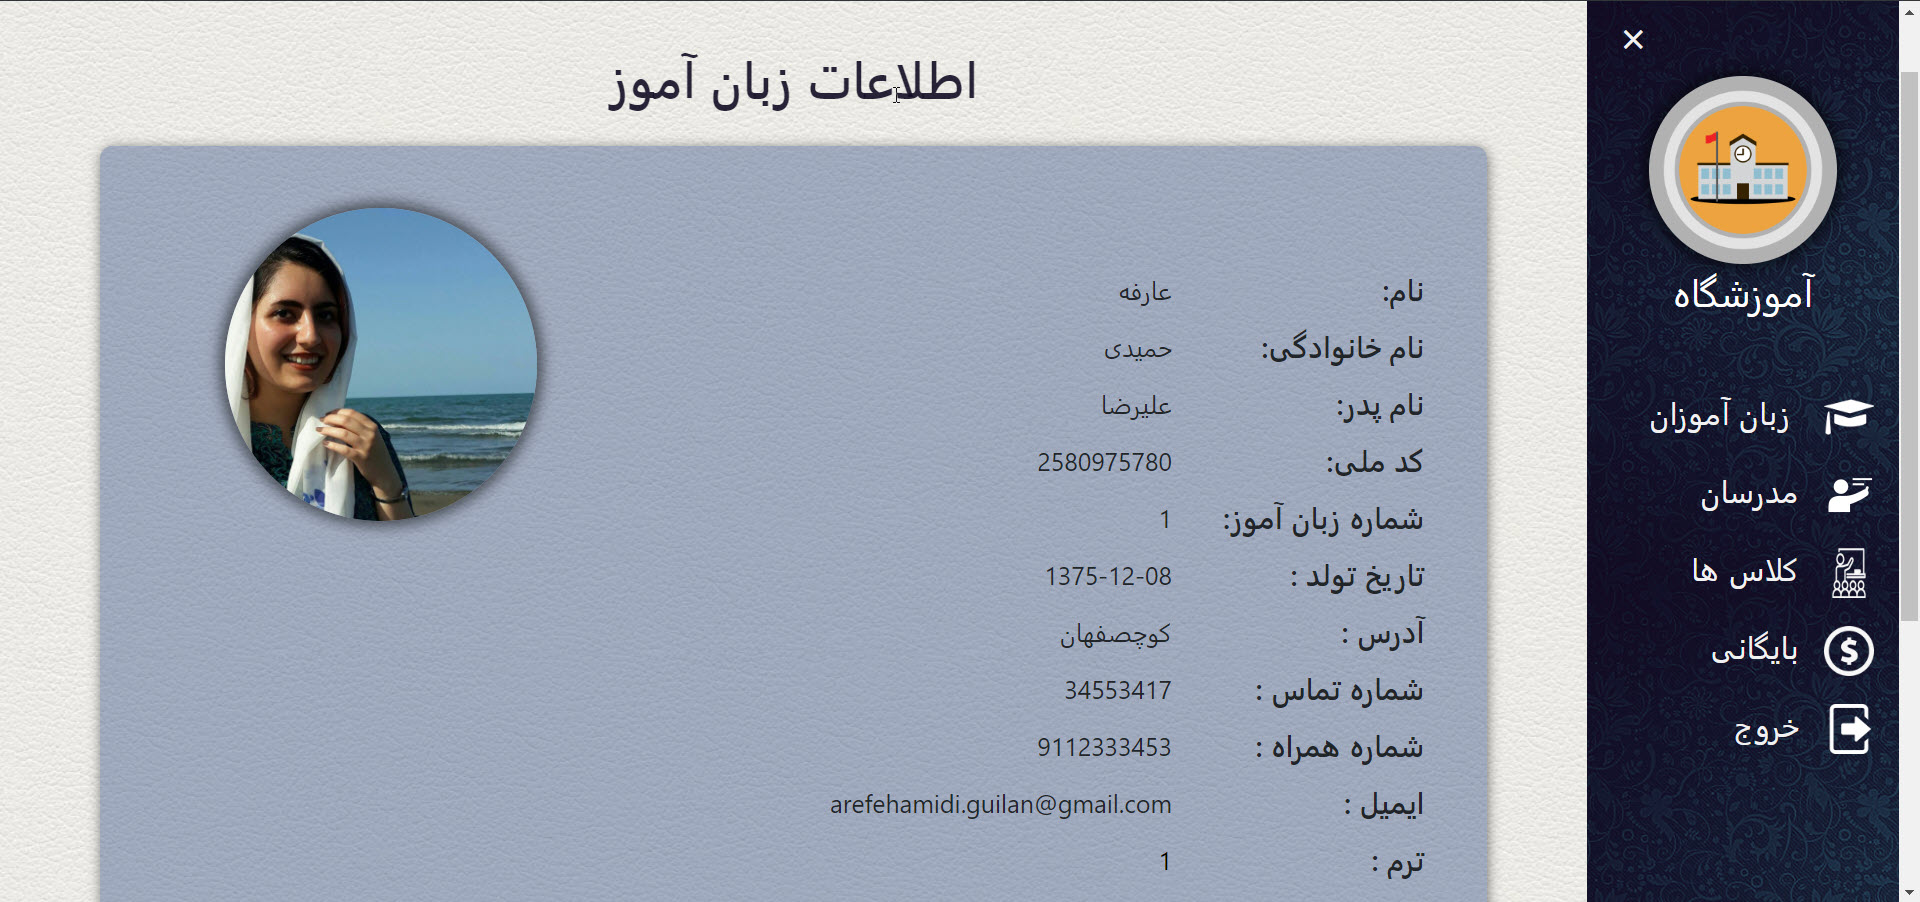 اطلاعات زبان آموز
نام: عارفه
نام خانوادگی: حمیدی
نام پدر: علیرضا
کد ملی: 2580975780
شماره زبان آموز: 1
تاریخ تولد : 1375-12-08
آدرس : کوچصفهان
شماره تماس : 34553417
شماره همراه : 9112333453
ایمیل : arefehamidi.guilan@gmail.com
ترم : 1
آموزشگاه
زبان آموزان
مدرسان
کلاس ها
بایگانی
خروج